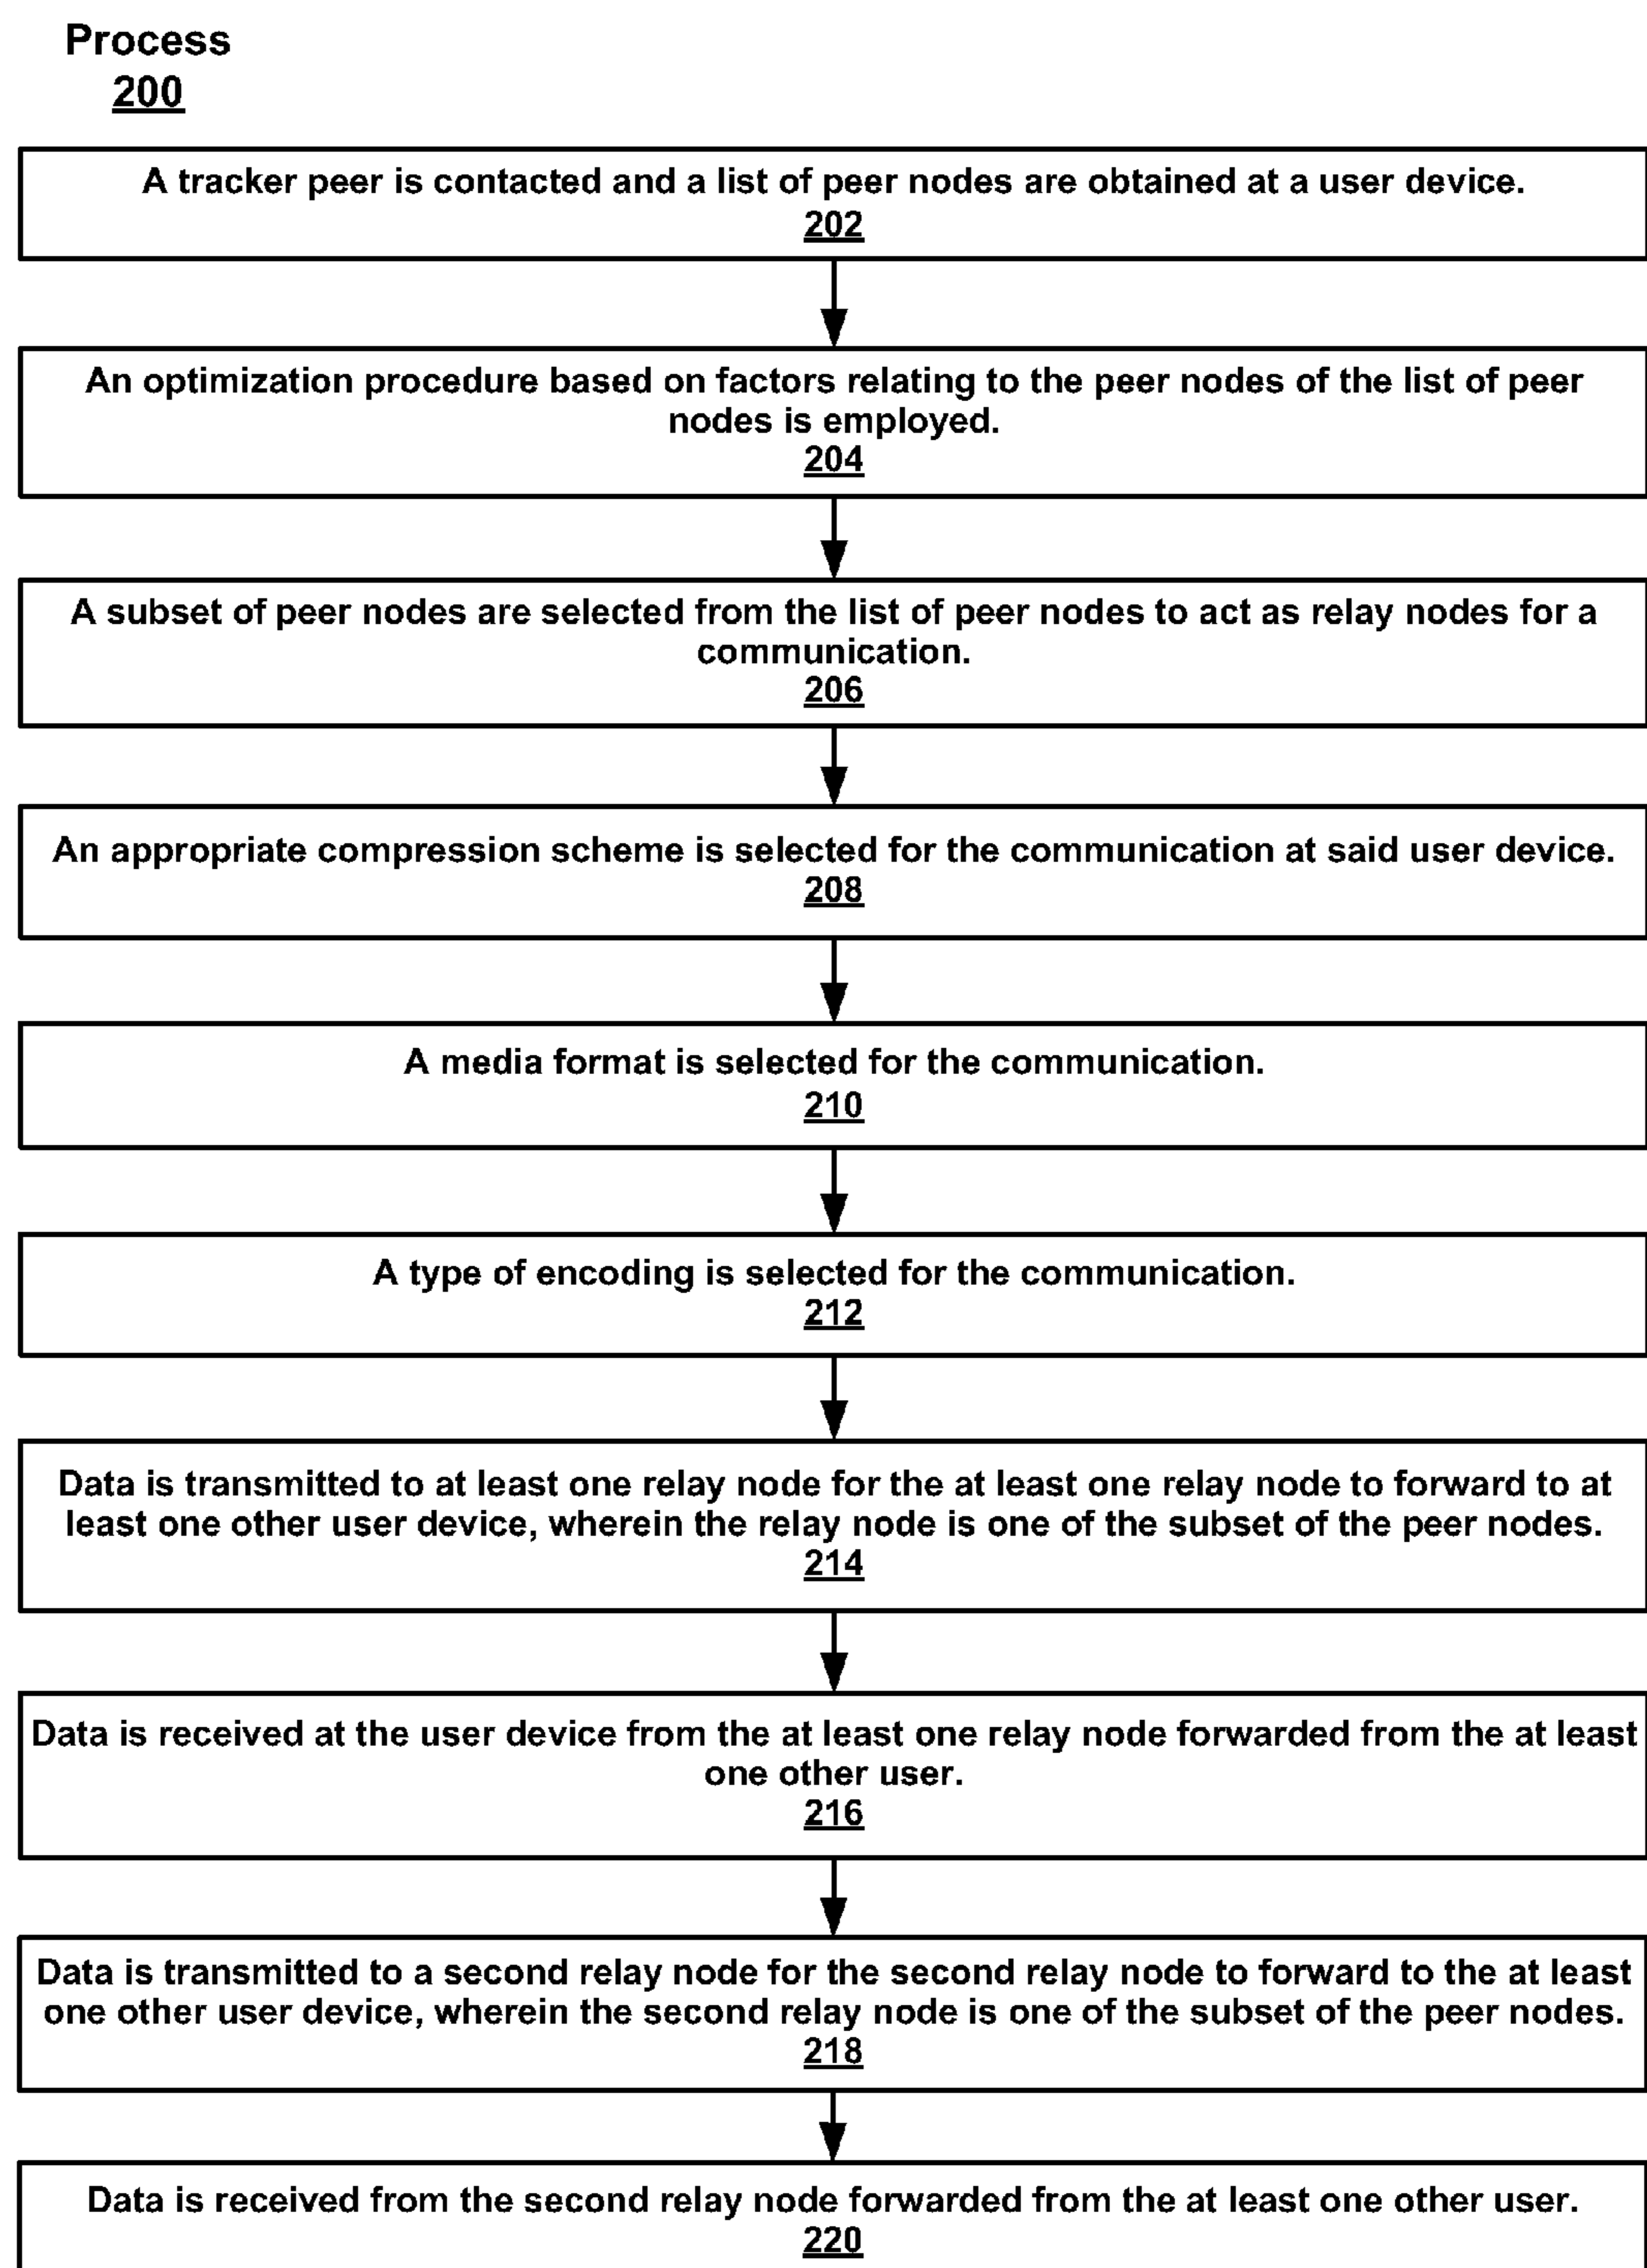 Process
200
A tracker peer is contacted and a list of peer nodes are obtained at a user device.
202
An optimization procedure based on factors relating to the peer nodes of the list of peer
nodes is employed.
204
A subset of peer nodes are selected from the list of peer nodes to act as relay nodes for a
communication.
206
An appropriate compression scheme is selected for the communication at said user device.
208
A media format is selected for the communication.
210
A type of encoding is selected for the communication.
212
Data is transmitted to at least one relay node for the at least one relay node to forward to at
least one other user device, wherein the relay node is one of the subset of the peer nodes.
214
Data is received at the user device from the at least one relay node forwarded from the at least
one other user.
216
Data is transmitted to a second relay node for the second relay node to forward to the at least
one other user device, wherein the second relay node is one of the subset of the peer nodes.
218
Data is received from the second relay node forwarded from the at least one other user.
220